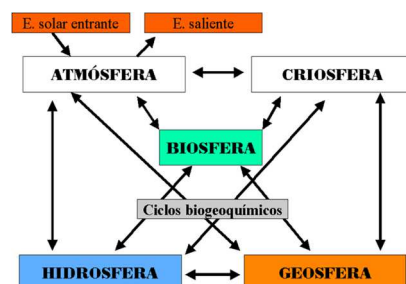 E. solar entrante
E. saliente
ATMÓSFERA
CRIOSFERA
BIOSFERA
Ciclos biogeoquímicos
HIDROSFERA
GEOSFERA